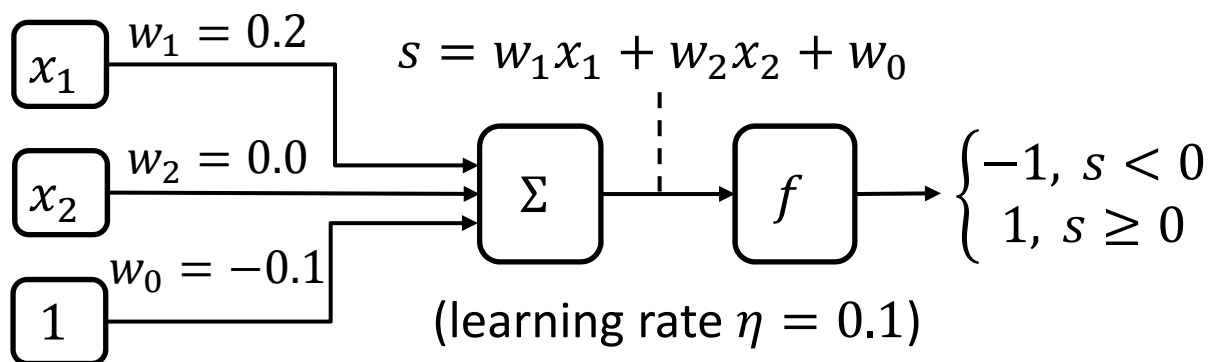 w₁ = 0.2
x₁
s = w₁x₁ + w₂x₂ + w₀
w₂ = 0.0
x₂
Σ
f
−1, s < 0
1, s ≥ 0
w₀ = −0.1
1
(learning rate η = 0.1)